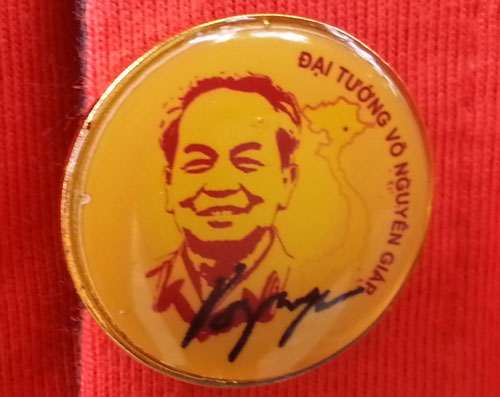 ĐẠI TƯỚNG VÕ NGUYÊN GIÁP